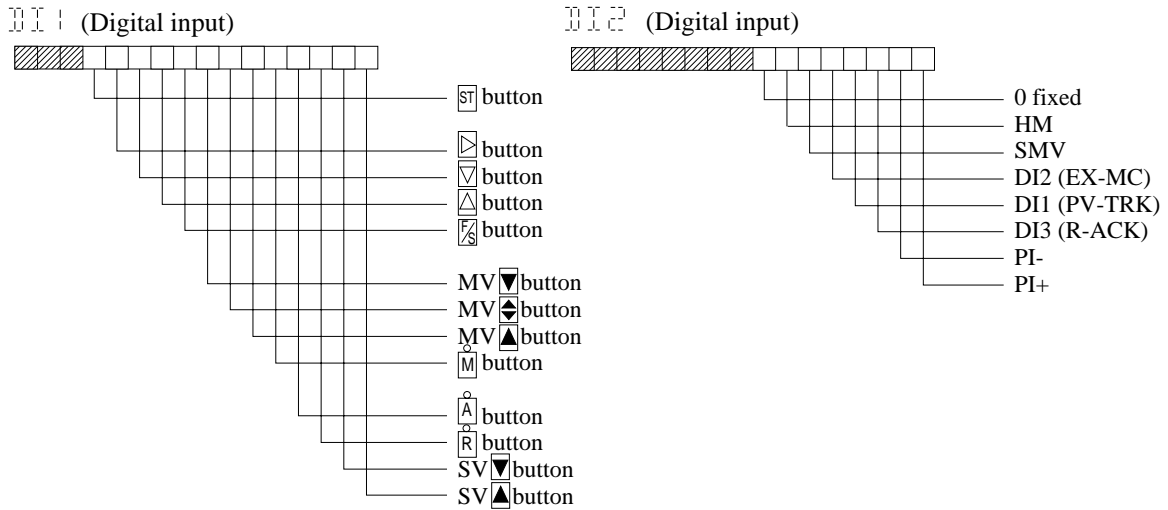 DI1 (Digital input)
ST button
▷ button
▽ button
△ button
F/S button
MV ▼ button
MV ◆ button
MV ▲ button
M button
A button
R button
SV ▼ button
SV ▲ button
DI2 (Digital input)
0 fixed
HM
SMV
DI2 (EX-MC)
DI1 (PV-TRK)
DI3 (R-ACK)
PI-
PI+